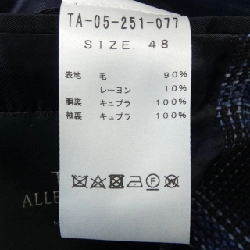 TA-05-251-077
SIZE 48
表地 毛 90%
レーヨン 10%
胴裏 キュプラ 100%
袖裏 キュプラ 100%
ALLE